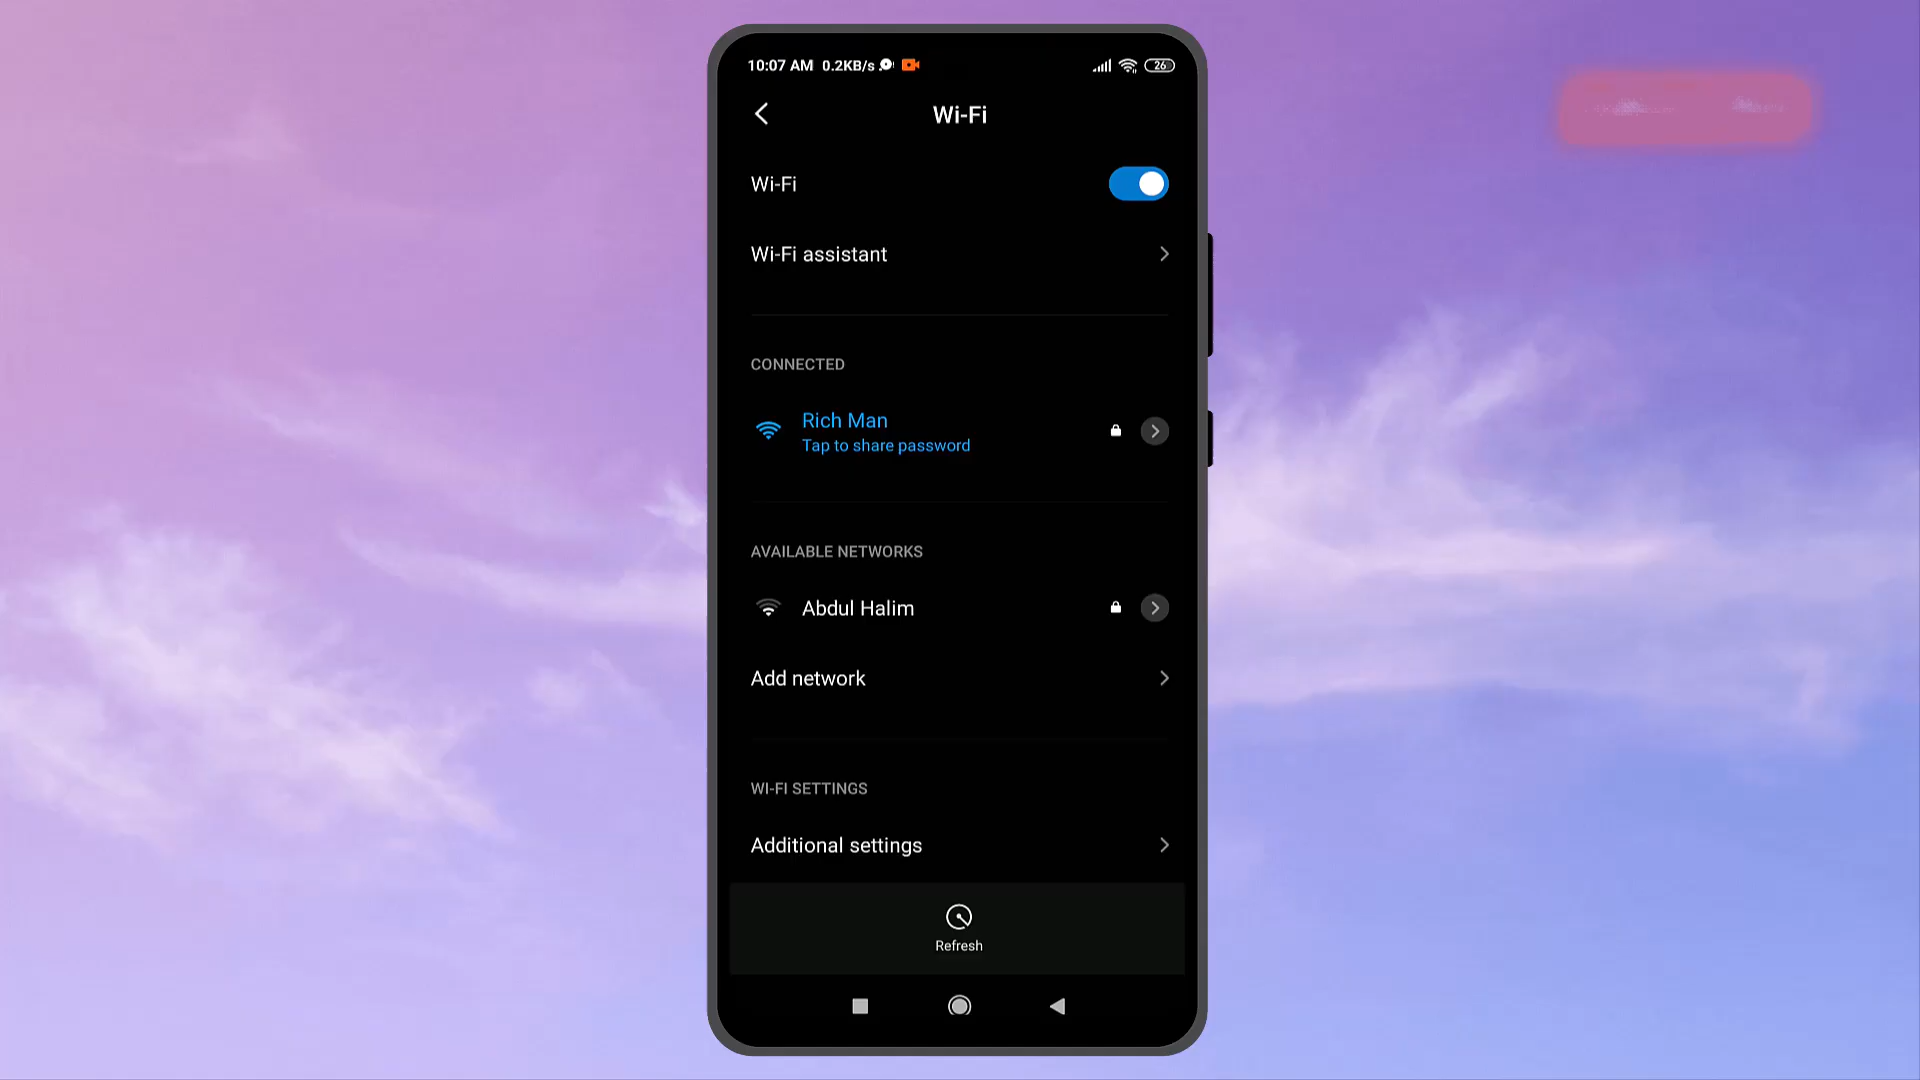 10:07 AM 0.2KB/s 26
Wi-Fi
Wi-Fi
Wi-Fi assistant
CONNECTED
Rich Man
Tap to share password
AVAILABLE NETWORKS
Abdul Halim
Add network
WI-FI SETTINGS
Additional settings
Refresh